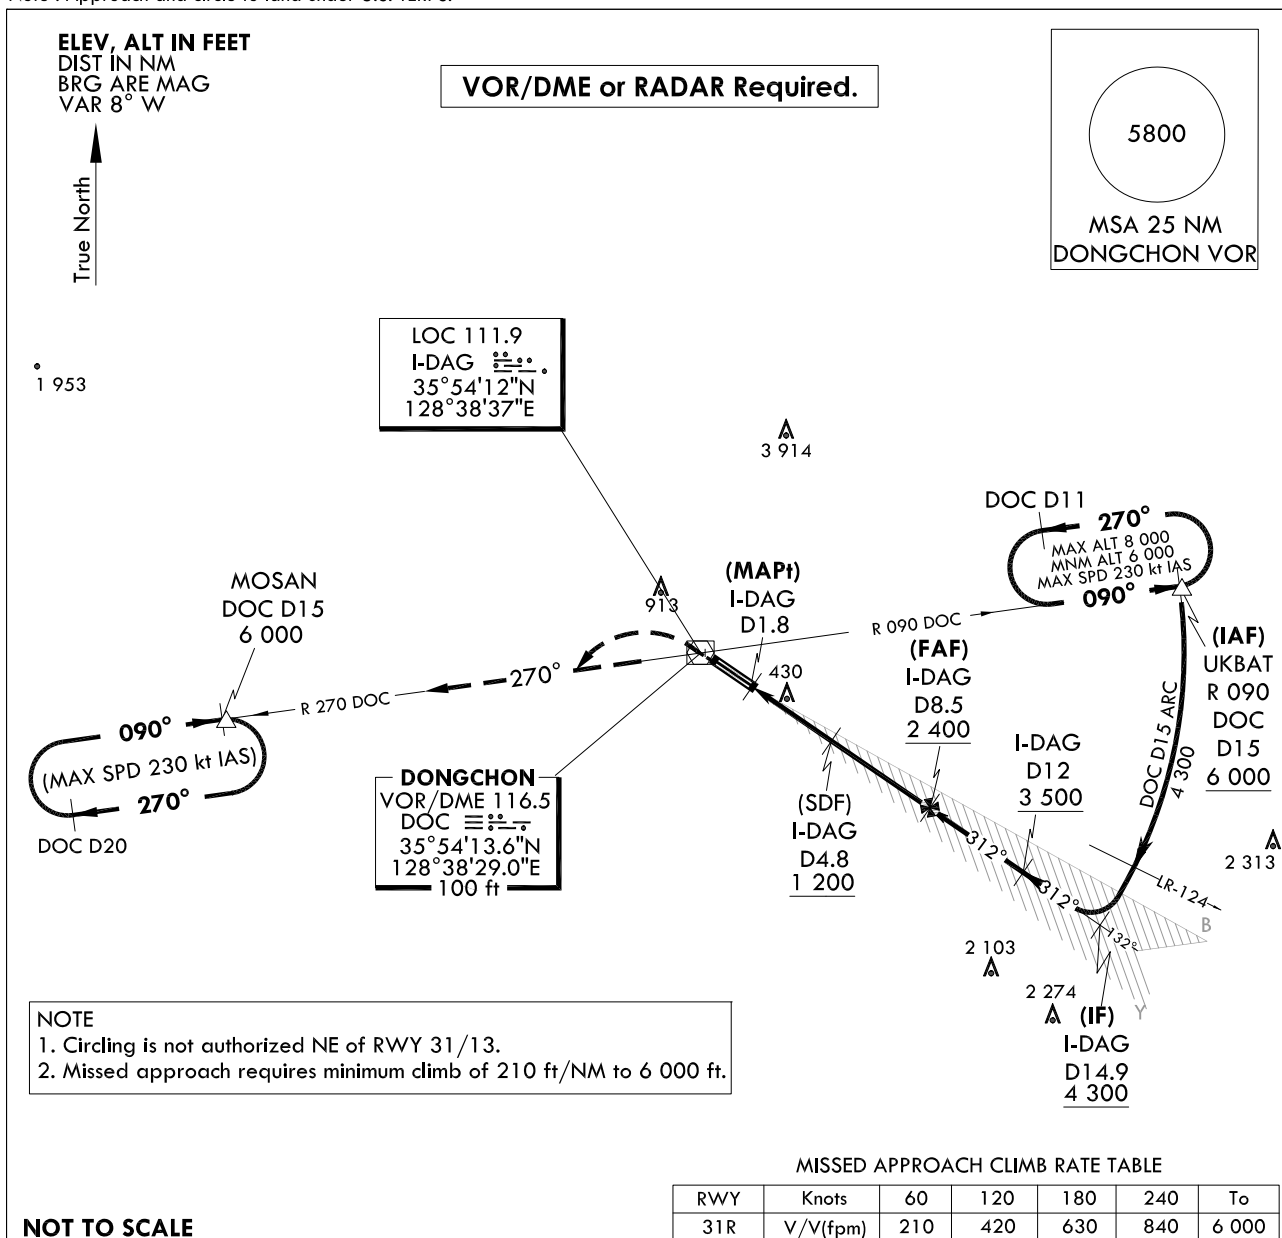 ELEV, ALT IN FEET
DIST IN NM
BRG ARE MAG
VAR 8° W
True North
VOR/DME or RADAR Required.
5800
MSA 25 NM
DONGCHON VOR
LOC 111.9
I-DAG
35°54'12"N
128°38'37"E
1 953
3 914
DOC D11
270°
MAX ALT 8 000
MNM ALT 6 000
MAX SPD 230 kt IAS
090°
MOSAN
DOC D15
6 000
913
(MAPt)
I-DAG
D1.8
R 090 DOC
(IAF)
UKBAT
R 090
DOC
D15
6 000
(FAF)
I-DAG
D8.5
2 400
430
270°
R 270 DOC
090°
(MAX SPD 230 kt IAS)
270°
DOC D20
I-DAG
D12
3 500
DOC D15 ARC
4 300
DONGCHON
VOR/DME 116.5
DOC
35°54'13.6"N
128°38'29.0"E
100 ft
(SDF)
I-DAG
D4.8
1 200
312°
312°
2 313
LR-124
132°
B
2 103
2 274
Y
(IF)
I-DAG
D14.9
4 300
NOTE
1. Circling is not authorized NE of RWY 31/13.
2. Missed approach requires minimum climb of 210 ft/NM to 6 000 ft.
MISSED APPROACH CLIMB RATE TABLE
RWY Knots 60 120 180 240 To
31R V/V(fpm) 210 420 630 840 6 000
NOT TO SCALE